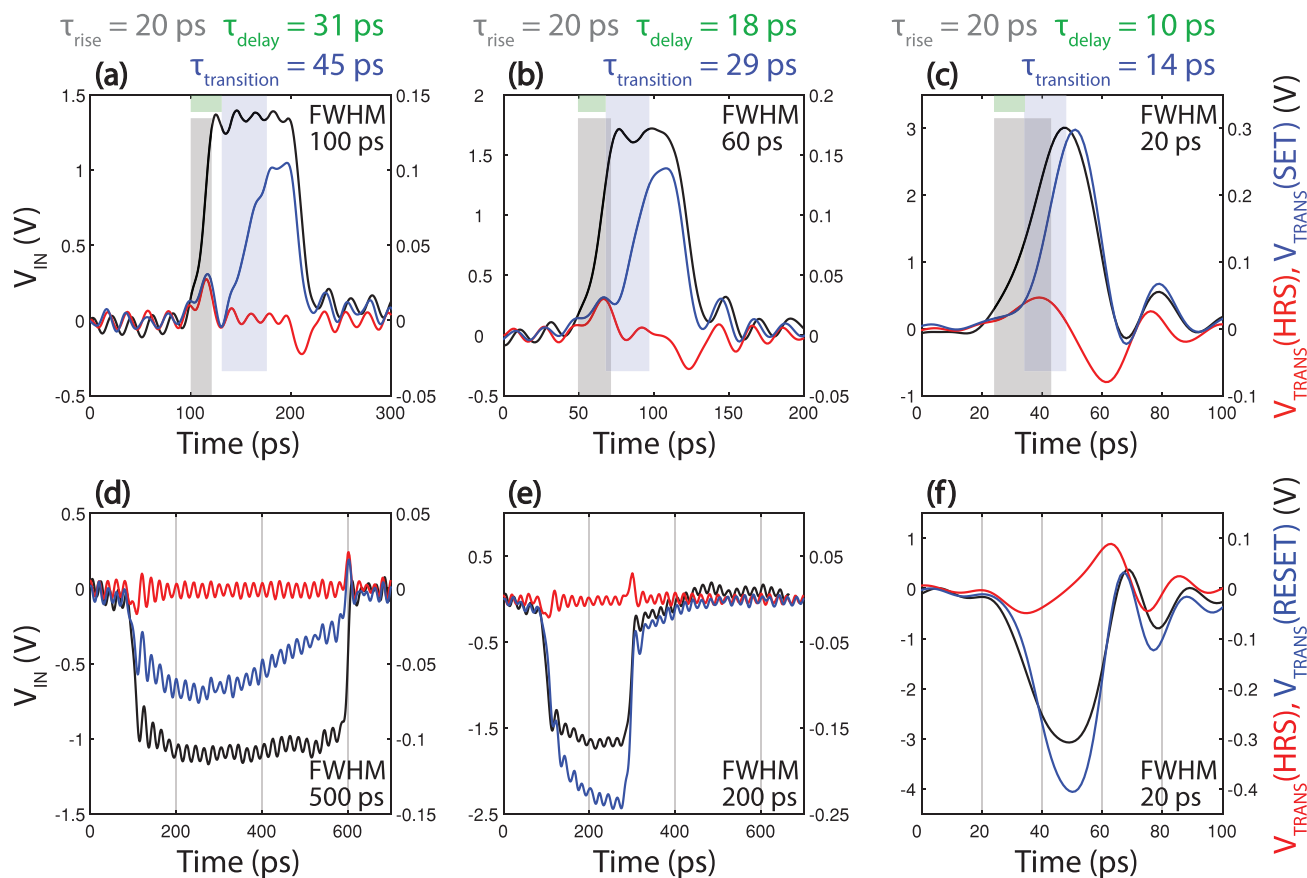 τrise = 20 ps τdelay = 31 ps
τtransition = 45 ps
τrise = 20 ps τdelay = 18 ps
τtransition = 29 ps
τrise = 20 ps τdelay = 10 ps
τtransition = 14 ps
(a)
FWHM
100 ps
1.5
1
0.5
0
-0.5
0.15
0.1
0.05
0
0.05
0 100 200 300
Time (ps)
VIN (V)
(b)
FWHM
60 ps
2
1.5
1
0.5
0
-0.5
0.2
0.15
0.1
0.05
0
0.05
0 50 100 150 200
Time (ps)
(c)
FWHM
20 ps
3
2
1
0
-1
0.3
0.2
0.1
0
-0.1
0 20 40 60 80 100
Time (ps)
VTRANS(HRS), VTRANS(SET) (V)
(d)
FWHM
500 ps
0.5
0
-0.5
-1
-1.5
0.05
0
-0.05
-0.1
-0.15
0 200 400 600
Time (ps)
VIN (V)
(e)
FWHM
200 ps
0.5
-0.5
-1.5
-2.5
0.05
-0.05
-0.15
-0.25
0 200 400 600
Time (ps)
(f)
FWHM
20 ps
1
0
-1
-2
-3
-4
0.1
0
-0.1
-0.2
-0.3
-0.4
0 20 40 60 80 100
Time (ps)
VTRANS(HRS), VTRANS(RESET) (V)